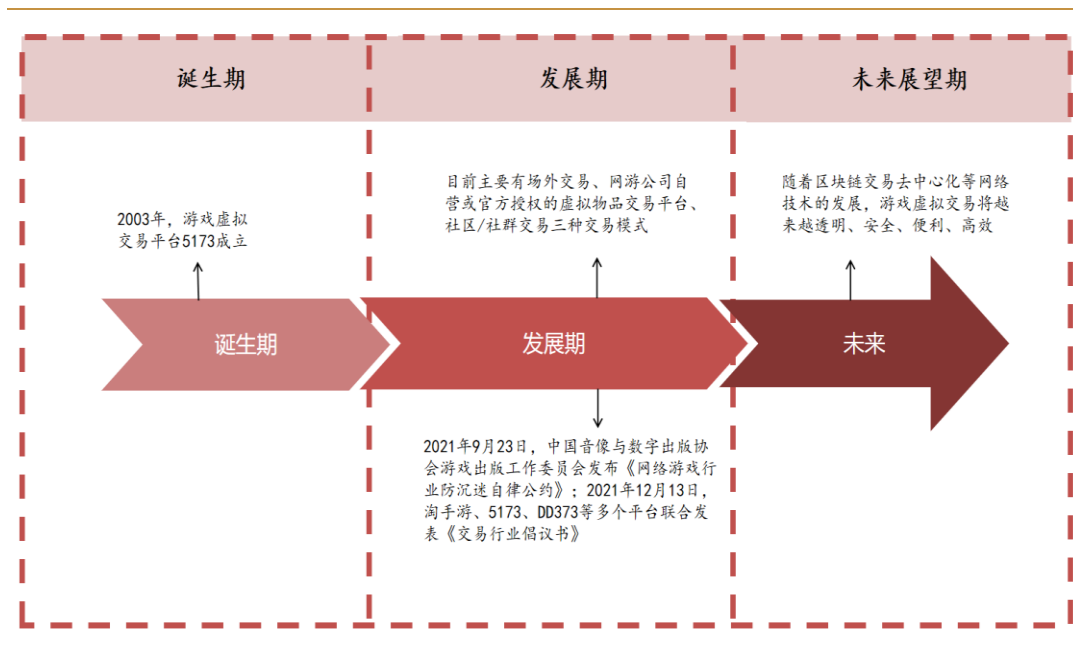 诞生期
发展期
未来展望期
2003年，游戏虚拟
交易平台5173成立
目前主要有场外交易、网游公司自
营或官方授权的虚拟物品交易平台、
社区/社群交易三种交易模式
随着区块链交易去中心化等网络
技术的发展，游戏虚拟交易将越
来越透明、安全、便利、高效
诞生期
发展期
未来
2021年9月23日，中国音像与数字出版协
会游戏出版工作委员会发布《网络游戏行
业防沉迷自律公约》；2021年12月13日，
淘手游、5173、DD373等多个平台联合发
表《交易行业倡议书》